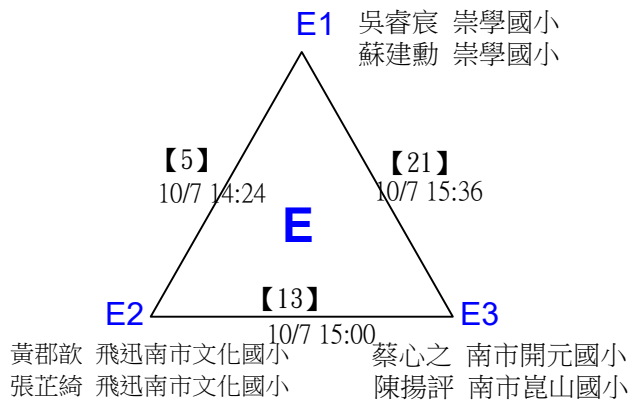 E1
吳睿宸 崇學國小
蘇建勳 崇學國小
【5】
10/7 14:24
【21】
10/7 15:36
E
E2
【13】
10/7 15:00
E3
黃郡歆 飛迅南市文化國小
張芷綺 飛迅南市文化國小
蔡心之 南市開元國小
陳揚評 南市崑山國小